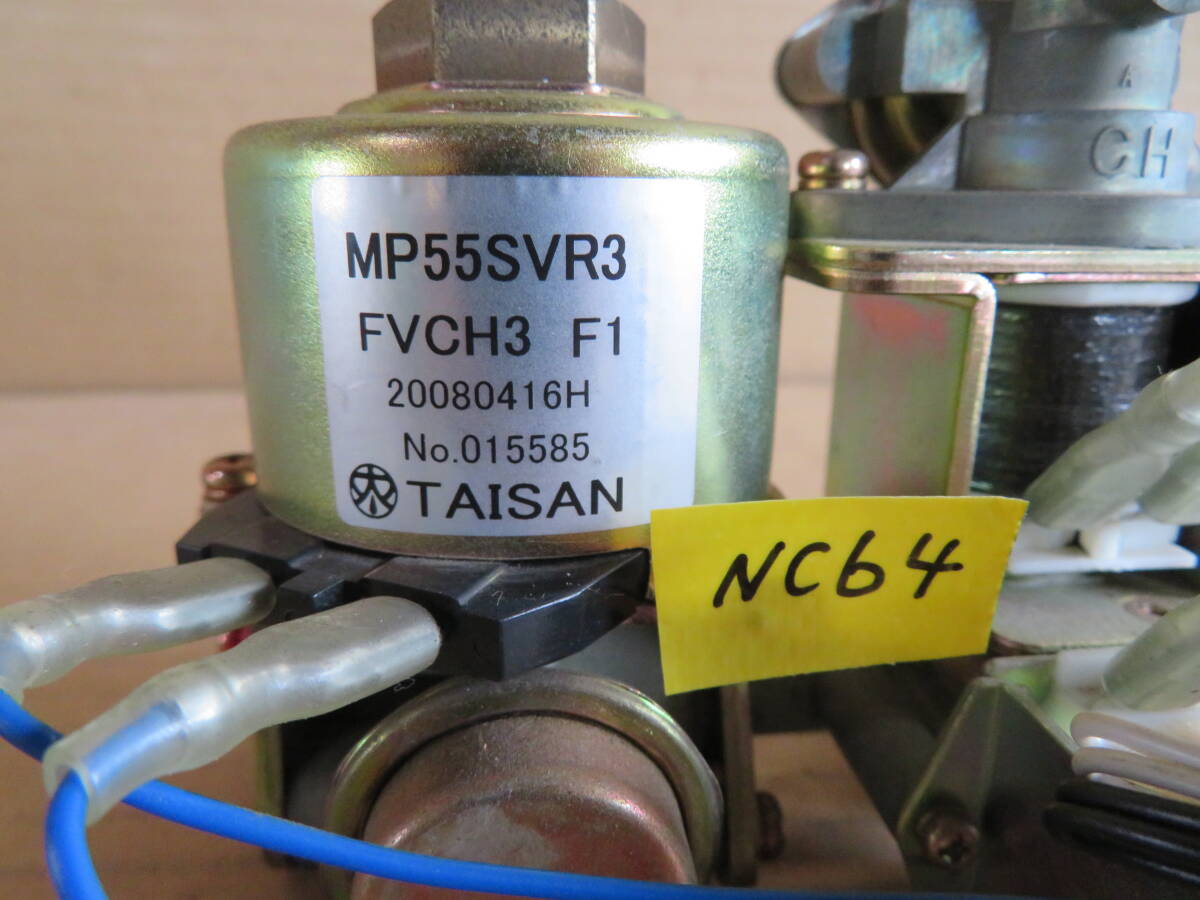 MP55SVR3
FVCH3 F1
20080416H
No.015585
TAISAN
NC64
A
CH